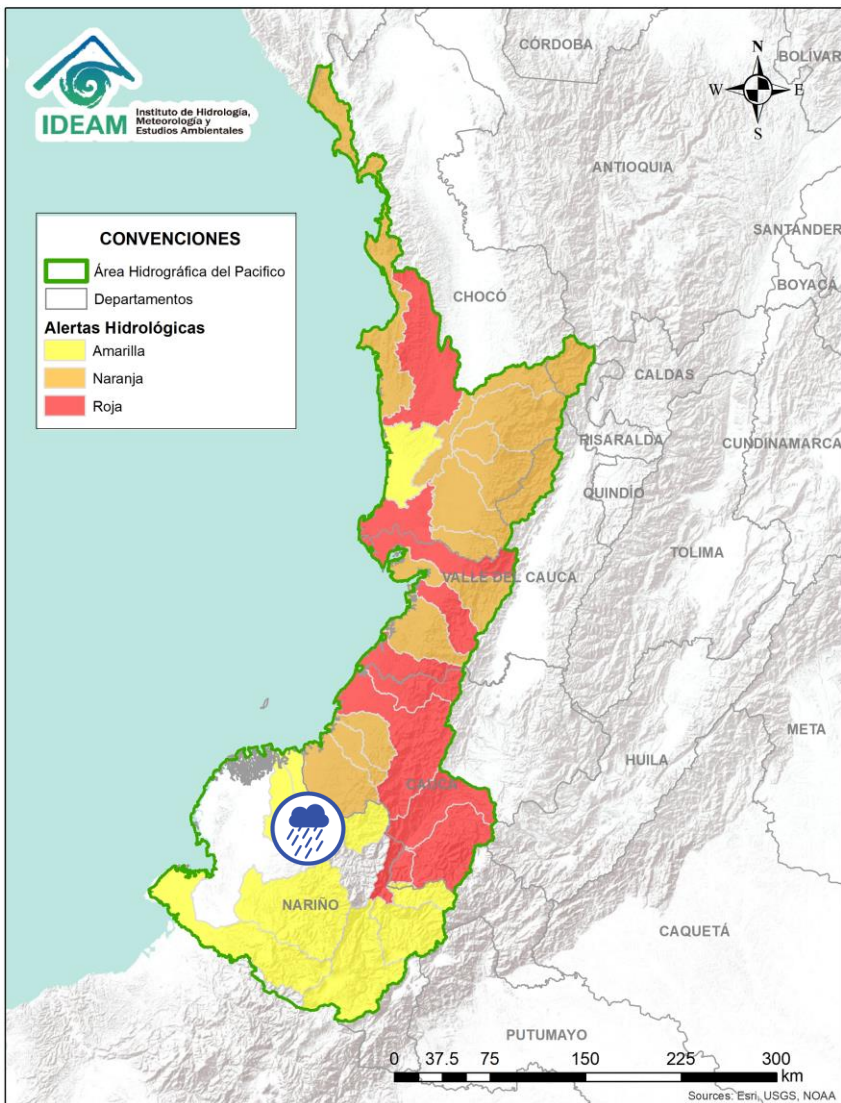 IDEAM
Instituto de Hidrología,
Meteorología y
Estudios Ambientales
CÓRDOBA
BOLÍVAR
N
W
E
S
ANTIOQUIA
SANTANDER
BOYACÁ
CONVENCIONES
Área Hidrográfica del Pacifico
Departamentos
Alertas Hidrológicas
Amarilla
Naranja
Roja
CHOCÓ
CALDAS
RISARALDA
CUNDINAMARCA
QUINDÍO
TOLIMA
VALLE DEL CAUCA
META
HUILA
CAUCA
NARIÑO
CAQUETÁ
PUTUMAYO
0 37.5 75 150 225 300
km
Sources: Esri, USGS, NOAA